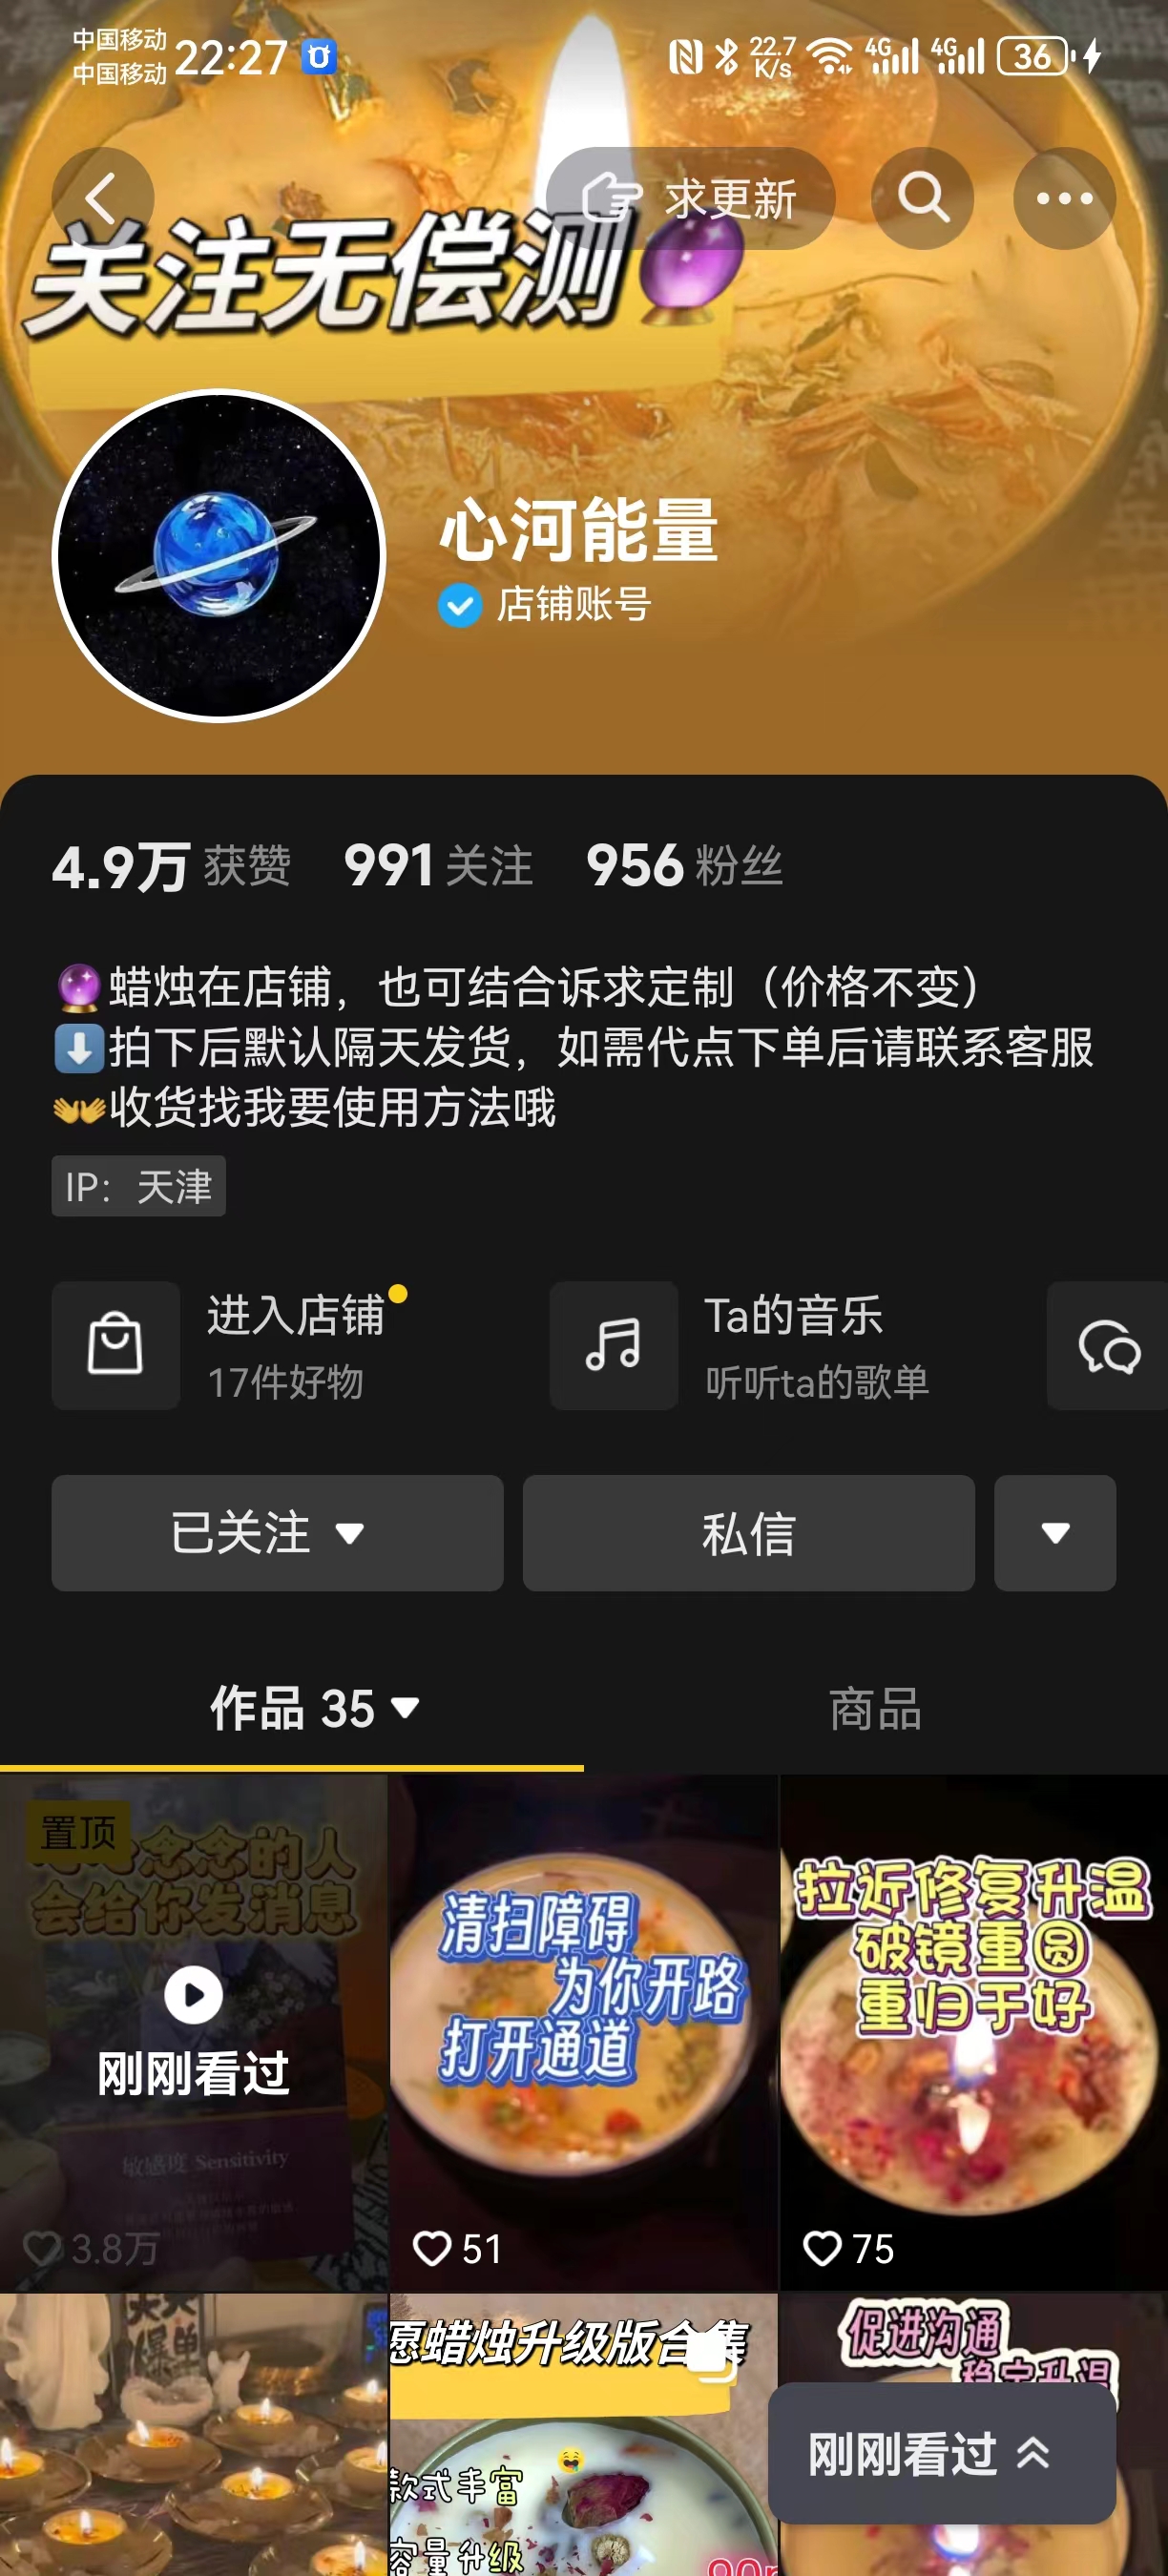 中国移动
中国移动
22:27
22.7
K/s
4G
4G
36
求更新
关注无偿测
心河能量
店铺账号
4.9万 获赞 991 关注 956 粉丝
蜡烛在店铺，也可结合诉求定制（价格不变）
拍下后默认隔天发货，如需代点下单后请联系客服
收货找我要使用方法哦
IP： 天津
进入店铺
17件好物
Ta的音乐
听听ta的歌单
已关注
私信
作品 35
商品
置顶
念念的人
会给你发消息
刚刚看过
敏感度 Sensitivity
3.8万
清扫障碍
为你开路
打开通道
51
拉近修复升温
破镜重圆
重归于好
75
愿蜡烛升级版合集
款式丰富
容量升级
促进沟通
稳定升温
刚刚看过